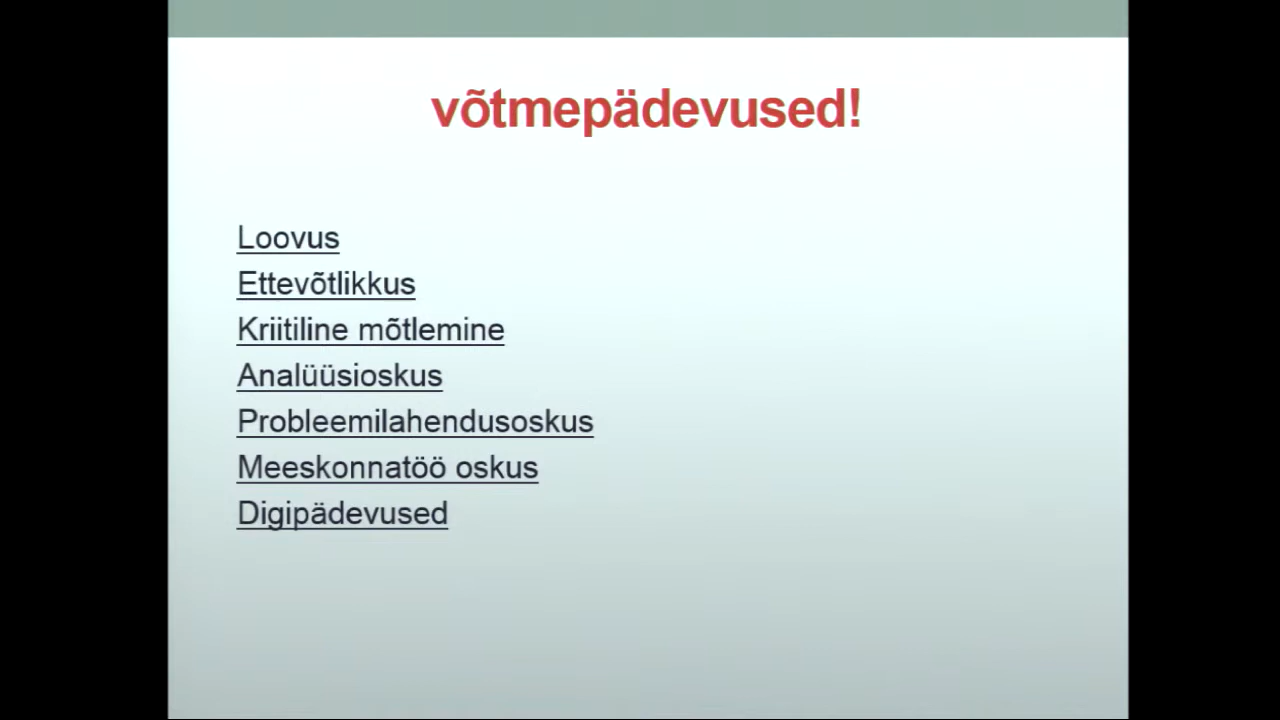 võtmepädevused!
Loovus
Ettevõtlikkus
Kriitiline mõtlemine
Analüüsioskus
Probleemilahendusoskus
Meeskonnatöö oskus
Digipädevused